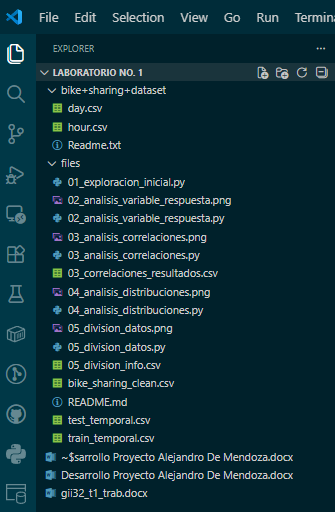 File Edit Selection View Go Run Termina
EXPLORER
LABORATORIO NO. 1
bike+sharing+dataset
day.csv
hour.csv
Readme.txt
files
01_exploracion_inicial.py
02_analisis_variable_respuesta.png
02_analisis_variable_respuesta.py
03_analisis_correlaciones.png
03_analisis_correlaciones.py
03_correlaciones_resultados.csv
04_analisis_distribuciones.png
04_analisis_distribuciones.py
05_division_datos.png
05_division_datos.py
05_division_info.csv
bike_sharing_clean.csv
README.md
test_temporal.csv
train_temporal.csv
~$sarrollo Proyecto Alejandro De Mendoza.docx
Desarrollo Proyecto Alejandro De Mendoza.docx
gii32_t1_trab.docx